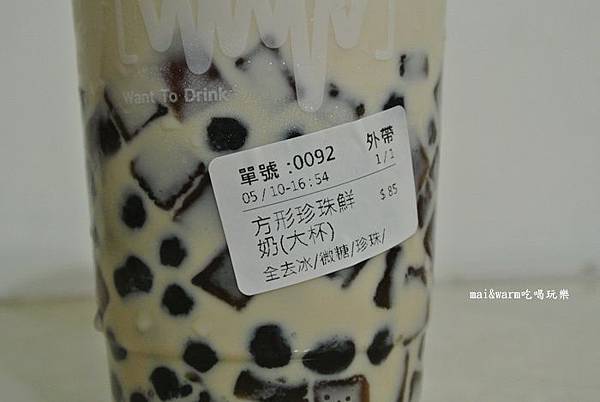 Want To Drink
單號:0092 外帶
05/10-16:54 1/1
方形珍珠鮮 $85
奶(大杯)
全去冰/微糖/珍珠/
mai&warm吃喝玩樂